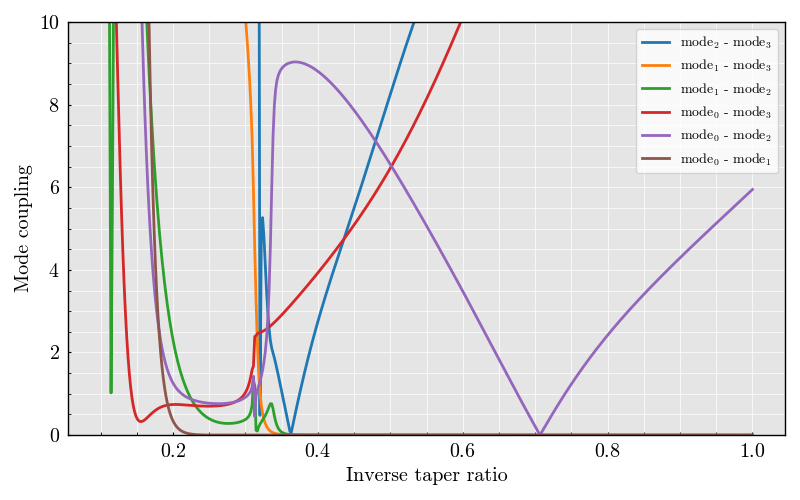 10
8
6
4
2
0
Mode coupling
0.2
0.4
0.6
0.8
1.0
Inverse taper ratio
mode₂ - mode₃
mode₁ - mode₃
mode₁ - mode₂
mode₀ - mode₃
mode₀ - mode₂
mode₀ - mode₁